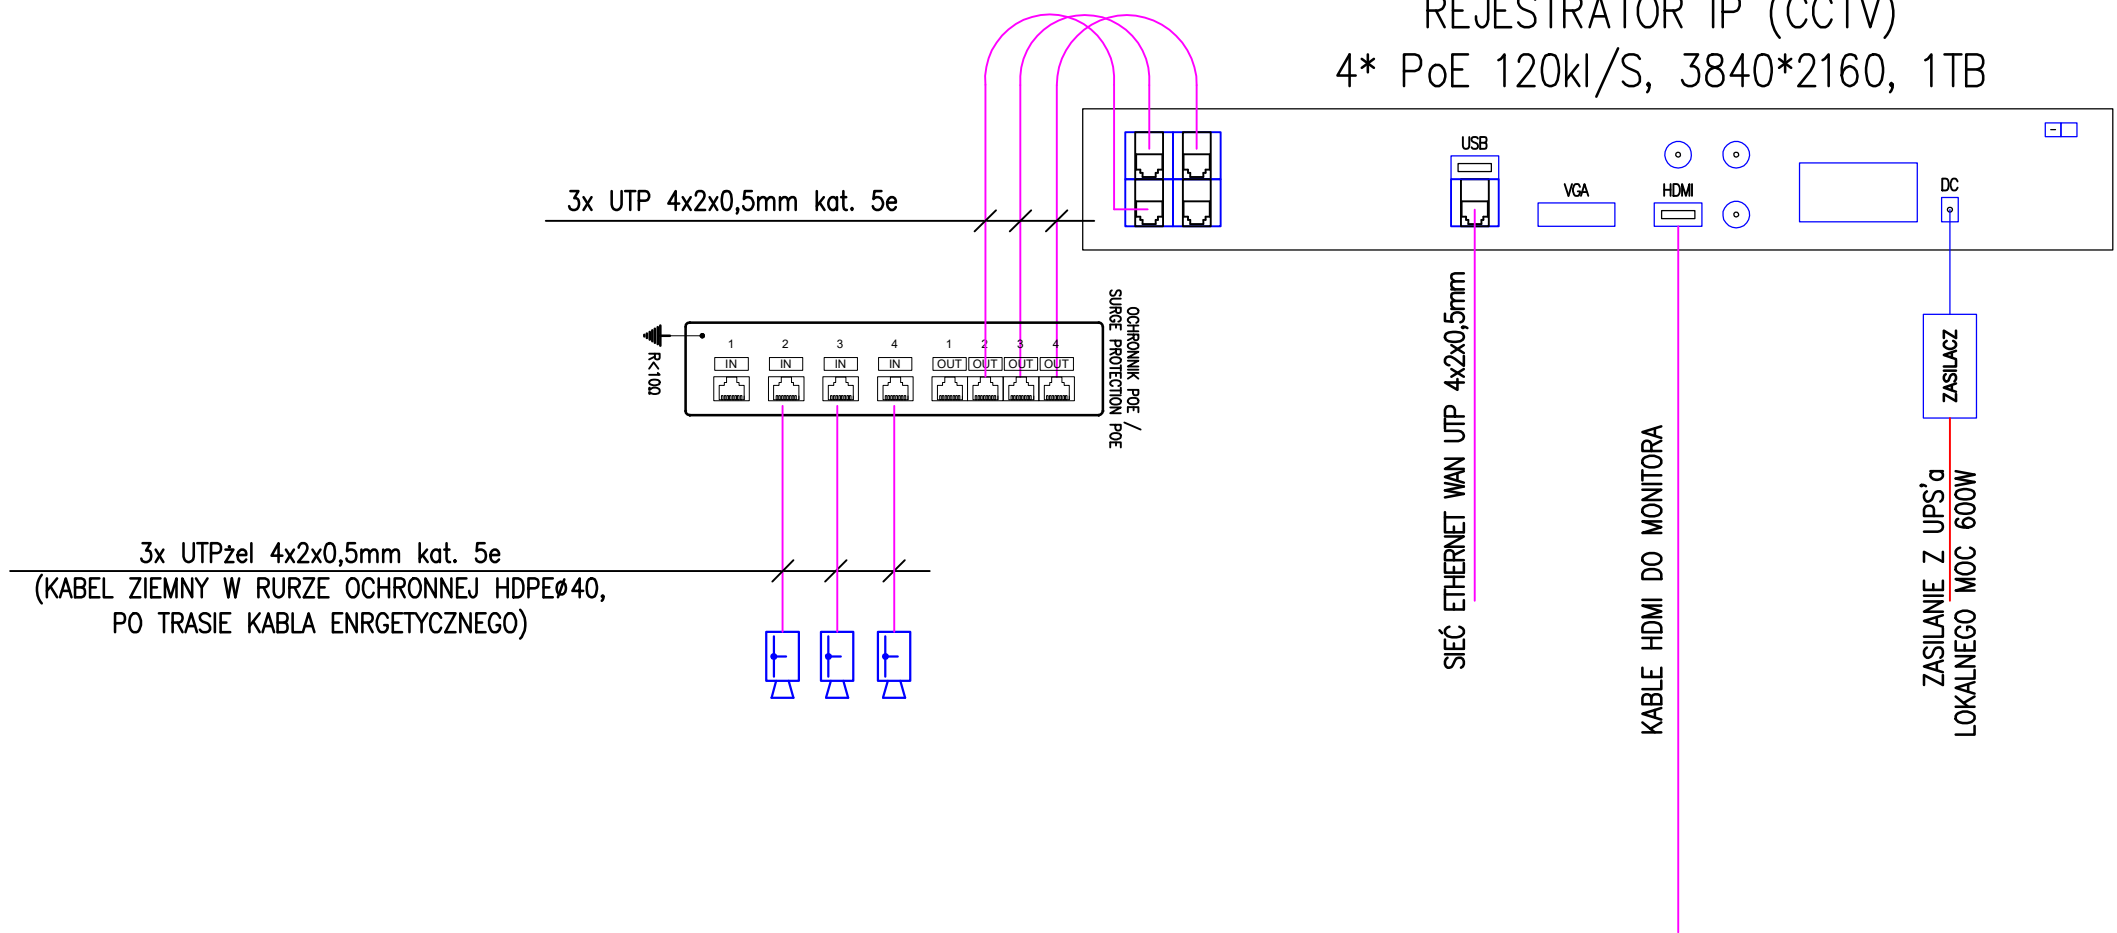 REJESTRATOR IP (CCTV)
4* PoE 120kl/S, 3840*2160, 1TB
3x UTP 4x2x0,5mm kat. 5e
USB
VGA
HDMI
DC
OCHRONNIK POE /
SURGE PROTECTION POE
R<10Ω
1 2 3 4 1 2 3 4
IN IN IN IN OUT OUT OUT OUT
SIEĆ ETHERNET WAN UTP 4x2x0,5mm
KABLE HDMI DO MONITORA
ZASILACZ
ZASILANIE Z UPS'a
LOKALNEGO MOC 600W
3x UTPżel 4x2x0,5mm kat. 5e
(KABEL ZIEMNY W RURZE OCHRONNEJ HDPEø40,
PO TRASIE KABLA ENRGETYCZNEGO)